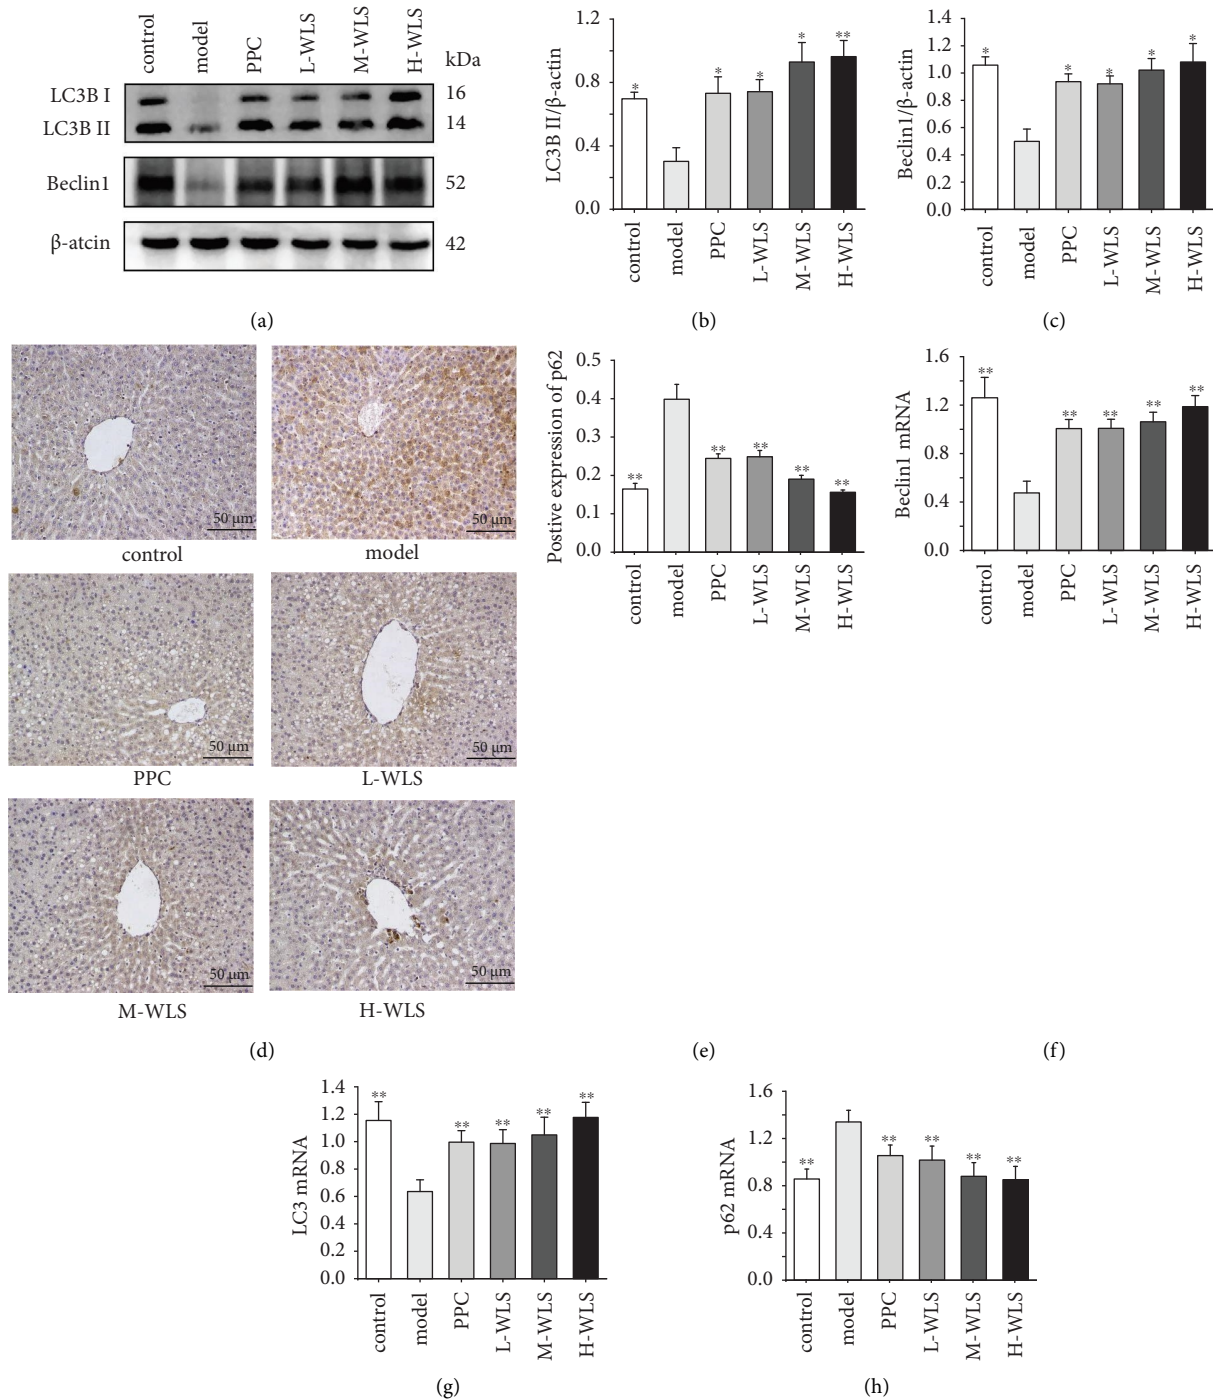 control
model
PPC
L-WLS
M-WLS
H-WLS
kDa
LC3B I
16
LC3B II
14
Beclin1
52
β-atcin
42
(a)
LC3B II/β-actin
1.2
0.8
0.4
0.0
*
*
*
*
**
control
model
PPC
L-WLS
M-WLS
H-WLS
(b)
Beclin1/β-actin
1.4
1.2
1.0
0.8
0.6
0.4
1.2
0.0
*
*
*
*
*
control
model
PPC
L-WLS
M-WLS
H-WLS
(c)
50 μm
control
50 μm
model
50 μm
PPC
50 μm
L-WLS
50 μm
M-WLS
50 μm
H-WLS
(d)
Postive expression of p62
0.5
0.4
0.3
0.2
0.1
0.0
**
**
**
**
**
control
model
PPC
L-WLS
M-WLS
H-WLS
(e)
Beclin1 mRNA
1.6
1.2
0.8
0.4
0.0
**
**
**
**
**
control
model
PPC
L-WLS
M-WLS
H-WLS
(f)
LC3 mRNA
1.4
1.2
1.0
0.8
0.6
0.4
0.2
0.0
**
**
**
**
**
control
model
PPC
L-WLS
M-WLS
H-WLS
(g)
p62 mRNA
1.6
1.2
0.8
0.4
0.0
**
**
**
**
**
control
model
PPC
L-WLS
M-WLS
H-WLS
(h)